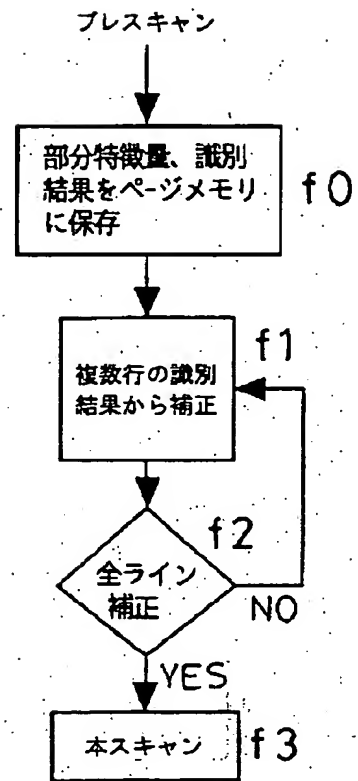 プレスキャン
部分特徴量、識別
結果をページメモリ
に保存
f0
f1
複数行の識別
結果から補正
f2
全ライン
補正
NO
YES
本スキャン
f3